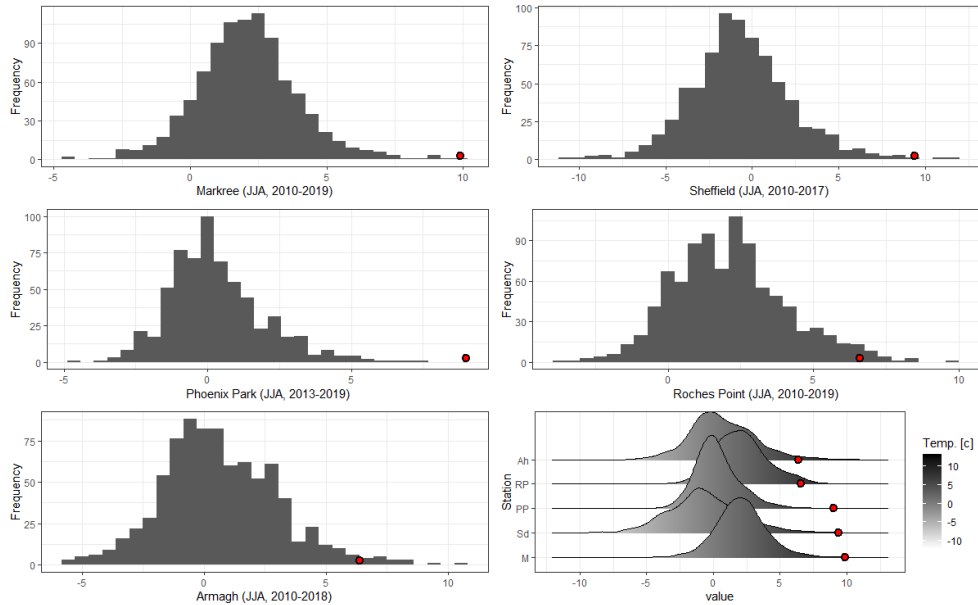 Frequency
90
60
30
0
-5
0
5
10
Markree (JJA, 2010-2019)
Frequency
100
75
50
25
0
-10
-5
0
5
10
Sheffield (JJA, 2010-2017)
Frequency
100
75
50
25
0
-5
0
5
Phoenix Park (JJA, 2013-2019)
Frequency
90
60
30
0
0
5
10
Roches Point (JJA, 2010-2019)
Frequency
75
50
25
0
-5
0
5
10
Armagh (JJA, 2010-2018)
Station
Ah
RP
PP
Sd
M
-10
-5
0
5
10
value
Temp. [c]
10
5
0
-5
-10